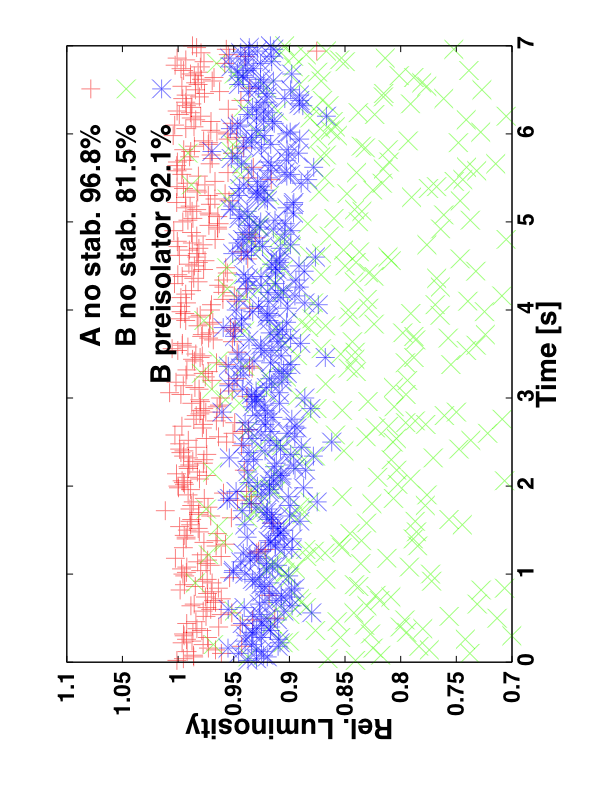 A no stab. 96.8%
B no stab. 81.5%
B preisolator 92.1%
1.1
1.05
1
0.95
0.9
0.85
0.8
0.75
0.7
Rel. Luminosity
0 1 2 3 4 5 6 7
Time [s]